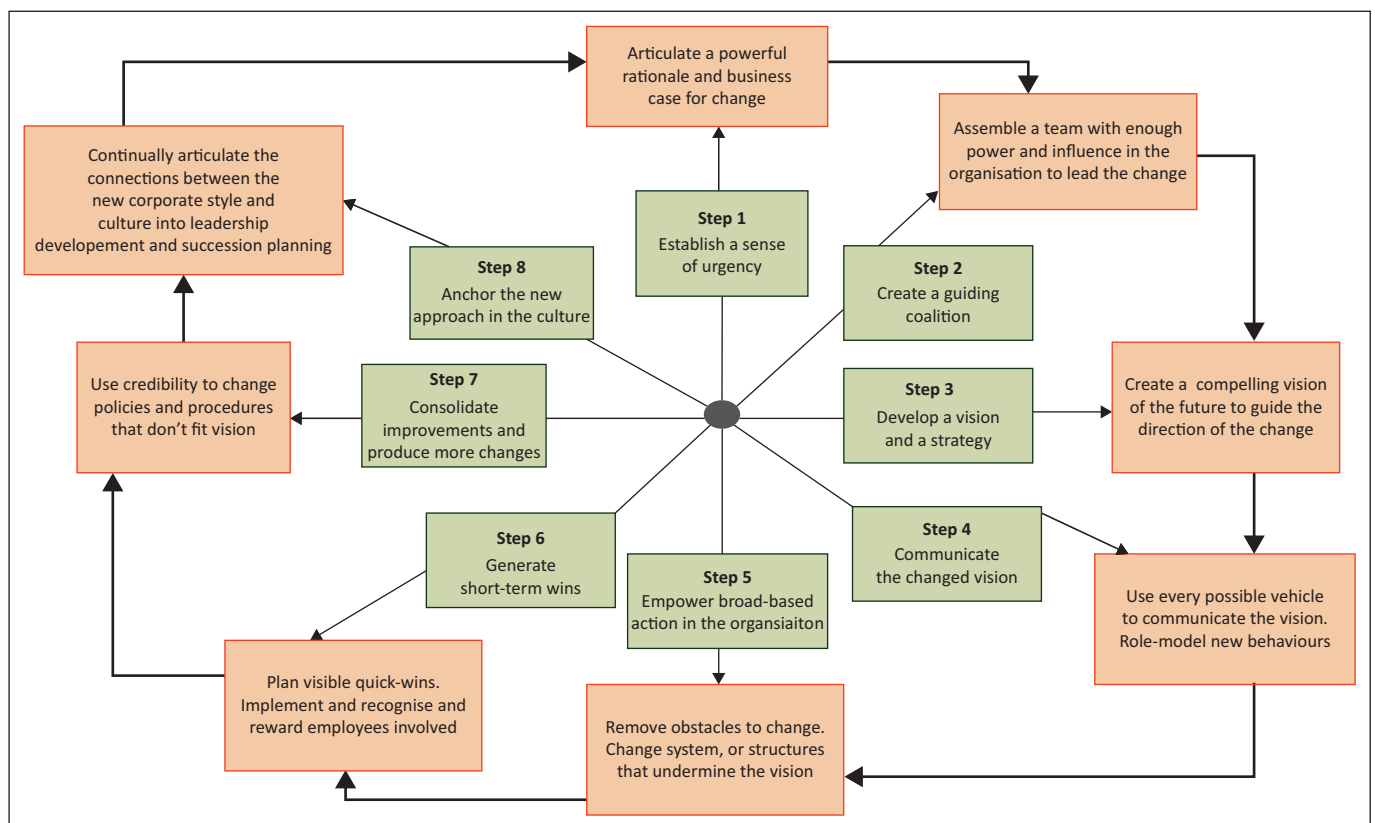 Articulate a powerful
rationale and business
case for change
Assemble a team with enough
power and influence in the
organisation to lead the change
Continually articulate the
connections between the
new corporate style and
culture into leadership
developement and succession planning
Step 1
Establish a sense
of urgency
Step 8
Anchor the new
approach in the culture
Step 2
Create a guiding
coalition
Use credibility to change
policies and procedures
that don't fit vision
Step 7
Consolidate
improvements and
produce more changes
Step 3
Develop a vision
and a strategy
Create a compelling vision
of the future to guide the
direction of the change
Step 6
Generate
short-term wins
Step 5
Empower broad-based
action in the organsiaiton
Step 4
Communicate
the changed vision
Use every possible vehicle
to communicate the vision.
Role-model new behaviours
Plan visible quick-wins.
Implement and recognise and
reward employees involved
Remove obstacles to change.
Change system, or structures
that undermine the vision